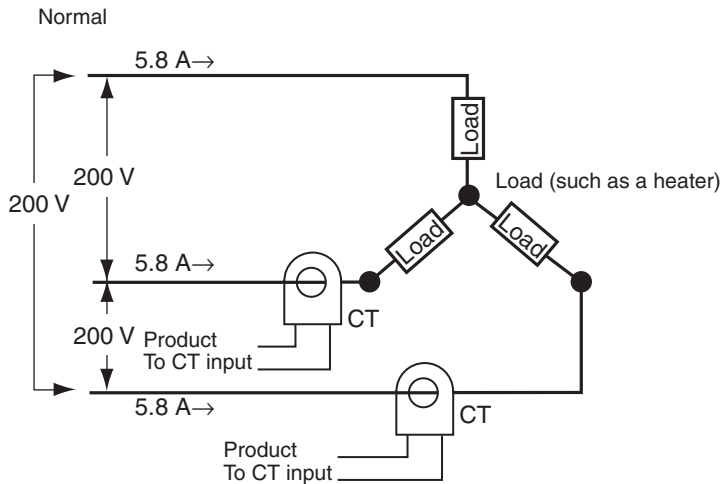 Normal
5.8 A→
Load
200 V
Load (such as a heater)
200 V
Load
Load
5.8 A→
CT
200 V
Product
To CT input
5.8 A→
CT
Product
To CT input